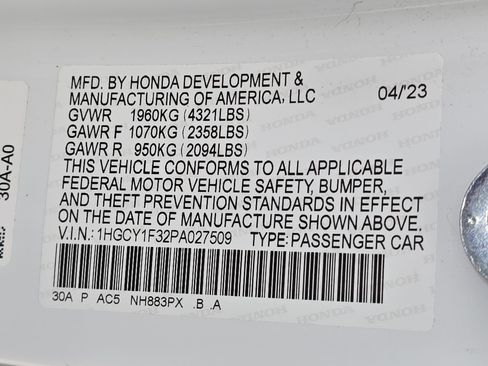 MFD. BY HONDA DEVELOPMENT &
MANUFACTURING OF AMERICA, LLC 04/'23
GVWR 1960KG (4321LBS)
GAWR F 1070KG (2358LBS)
GAWR R 950KG (2094LBS)
THIS VEHICLE CONFORMS TO ALL APPLICABLE
FEDERAL MOTOR VEHICLE SAFETY, BUMPER,
AND THEFT PREVENTION STANDARDS IN EFFECT
ON THE DATE OF MANUFACTURE SHOWN ABOVE.
V.I.N.:1HGCY1F32PA027509 TYPE:PASSENGER CAR
30A P AC5 NH883PX .B .A
30A-A0